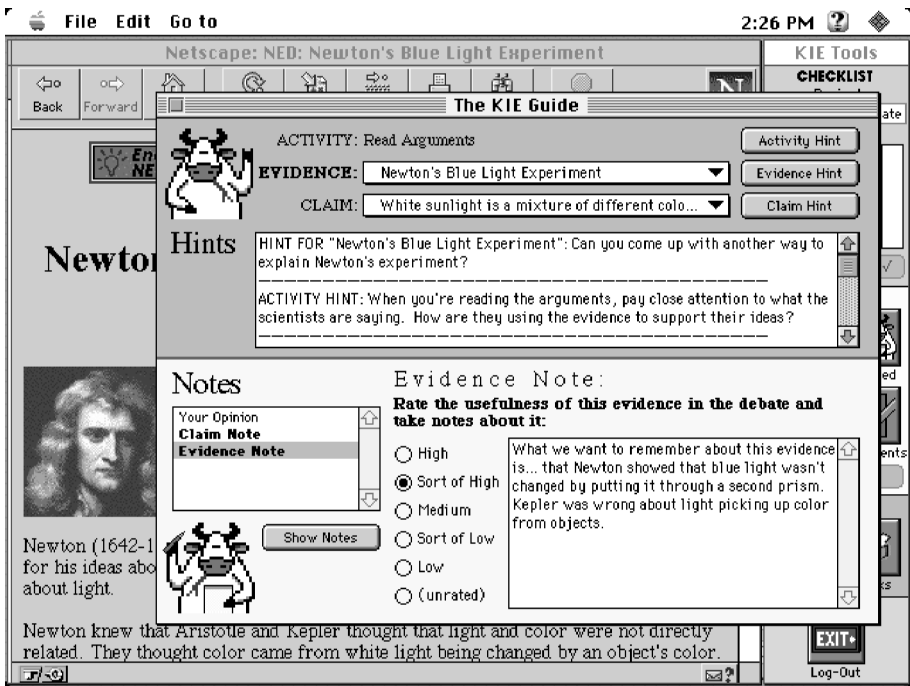 File Edit Go to 2:26 PM
Netscape: NED: Newton's Blue Light Experiment
KIE Tools
Back Forward
N
CHECKLIST
The KIE Guide
ate
ACTIVITY: Read Arguments
Activity Hint
EVIDENCE: Newton's Blue Light Experiment
Evidence Hint
CLAIM: White sunlight is a mixture of different colo...
Claim Hint
Hints
HINT FOR "Newton's Blue Light Experiment": Can you come up with another way to
explain Newton's experiment?
ACTIVITY HINT: When you're reading the arguments, pay close attention to what the
scientists are saying. How are they using the evidence to support their ideas?
En
NE
Newto
Notes
Your Opinion
Claim Note
Evidence Note
Show Notes
Evidence Note:
Rate the usefulness of this evidence in the debate and
take notes about it:
High
Sort of High
Medium
Sort of Low
Low
(unrated)
What we want to remember about this evidence
is... that Newton showed that blue light wasn't
changed by putting it through a second prism.
Kepler was wrong about light picking up color
from objects.
ed
ents
ks
Newton (1642-1
for his ideas abo
about light.
Newton knew that Aristotle and Kepler thought that light and color were not directly
related. They thought color came from white light being changed by an object's color.
EXIT
Log-Out